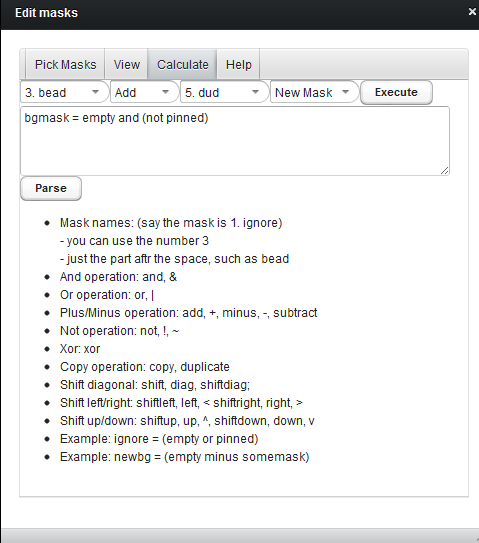 Edit masks ×
Pick Masks View Calculate Help
3. bead Add 5. dud New Mask Execute
bgmask = empty and (not pinned)
Parse
• Mask names: (say the mask is 1. ignore)
- you can use the number 3
- just the part aftr the space, such as bead
• And operation: and, &
• Or operation: or, |
• Plus/Minus operation: add, +, minus, -, subtract
• Not operation: not, !, ~
• Xor: xor
• Copy operation: copy, duplicate
• Shift diagonal: shift, diag, shiftdiag;
• Shift left/right: shiftleft, left, < shiftright, right, >
• Shift up/down: shiftup, up, ^, shiftdown, down, v
• Example: ignore = (empty or pinned)
• Example: newbg = (empty minus somemask)